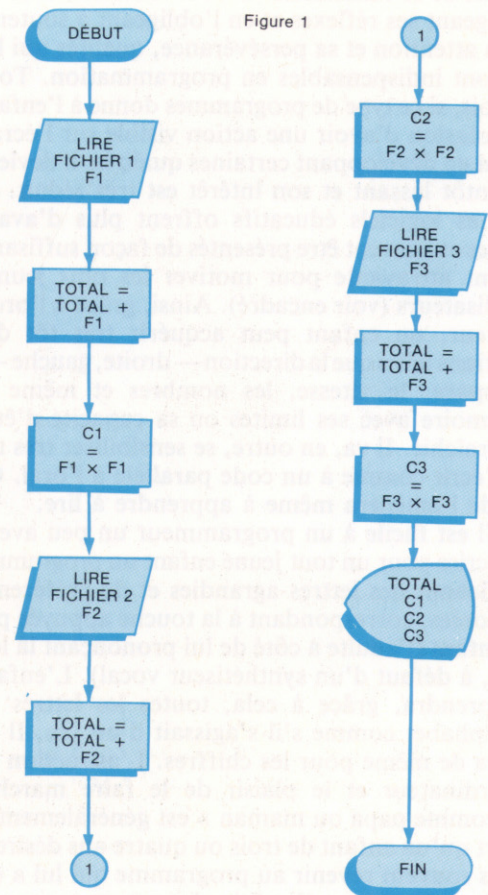 Figure 1
DÉBUT
LIRE
FICHIER 1
F1
TOTAL =
TOTAL +
F1
C1
=
F1 × F1
LIRE
FICHIER 2
F2
TOTAL =
TOTAL +
F2
1
1
C2
=
F2 × F2
LIRE
FICHIER 3
F3
TOTAL =
TOTAL +
F3
C3
=
F3 × F3
TOTAL
C1
C2
C3
FIN